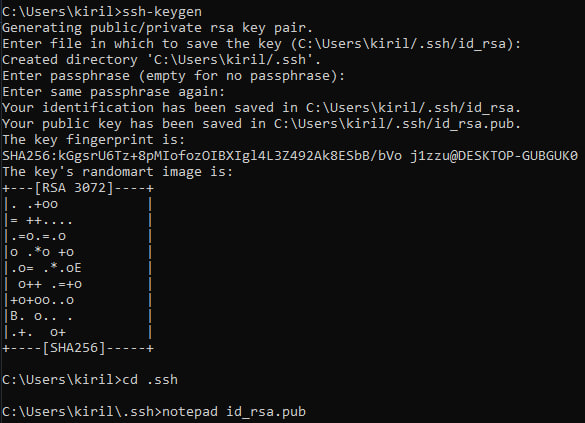 C:\Users\kiril>ssh-keygen
Generating public/private rsa key pair.
Enter file in which to save the key (C:\Users\kiril/.ssh/id_rsa):
Created directory 'C:\Users\kiril/.ssh'.
Enter passphrase (empty for no passphrase):
Enter same passphrase again:
Your identification has been saved in C:\Users\kiril/.ssh/id_rsa.
Your public key has been saved in C:\Users\kiril/.ssh/id_rsa.pub.
The key fingerprint is:
SHA256:kGgsrU6Tz+8pMIofozOIBXIgl4L3Z492Ak8ESbB/bVo j1zzu@DESKTOP-GUBGUK0
The key's randomart image is:
+---[RSA 3072]----+
|. .+oo           |
|= ++....         |
|.=o.=.o          |
|o .*o +o         |
|.o= .*.oE        |
| o++ .=+o        |
|+o+oo..o         |
|B. o.. .         |
|.+.  o+          |
+----[SHA256]-----+
C:\Users\kiril>cd .ssh
C:\Users\kiril\.ssh>notepad id_rsa.pub